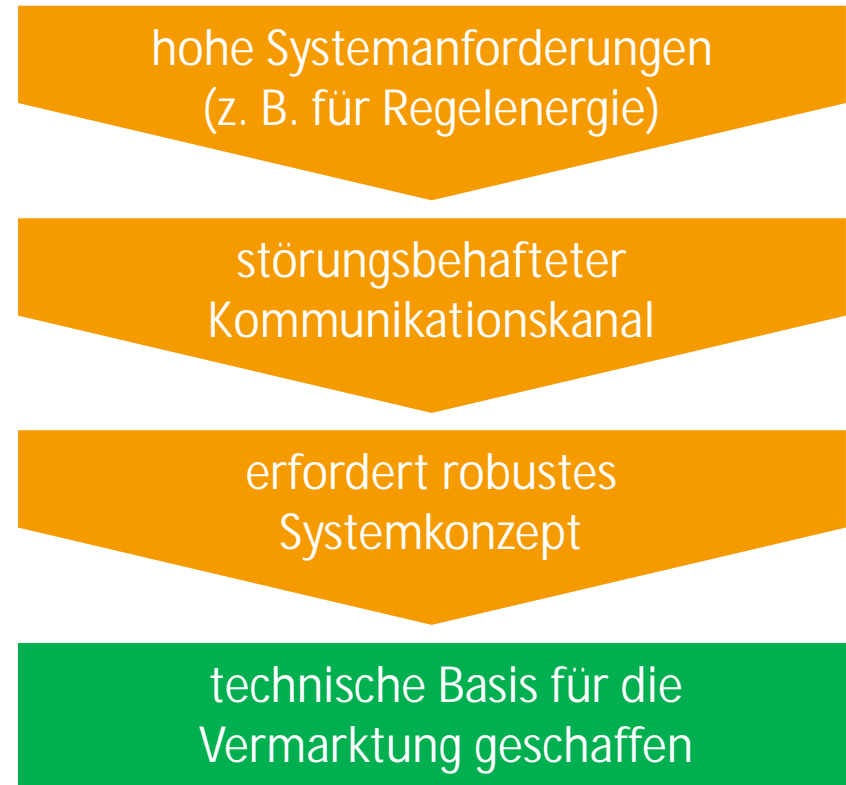 hohe Systemanforderungen
(z. B. für Regelenergie)
störungsbehafteter
Kommunikationskanal
erfordert robustes
Systemkonzept
technische Basis für die
Vermarktung geschaffen